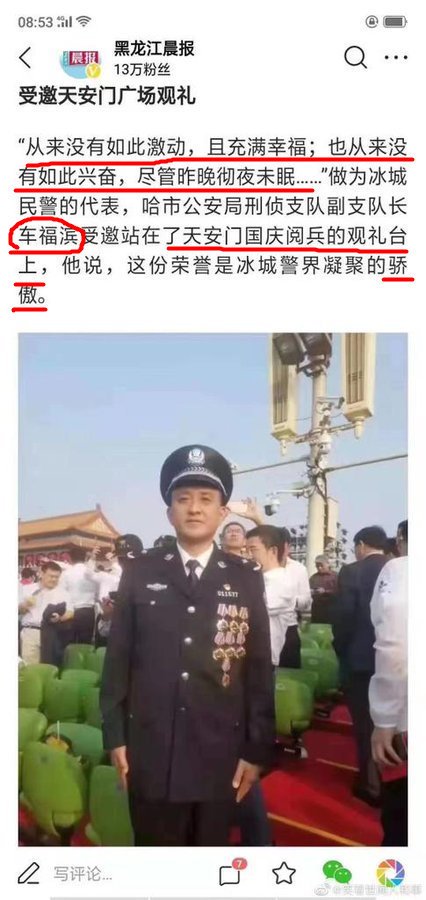 08:53
晨报
黑龙江晨报
13万粉丝
受邀天安门广场观礼
“从来没有如此激动，且充满幸福；也从来没
有如此兴奋，尽管昨晚彻夜未眠……”做为冰城
民警的代表，哈市公安局刑侦支队副支队长
车福滨受邀站在了天安门国庆阅兵的观礼台
上，他说，这份荣誉是冰城警界凝聚的骄
傲。
011577
写评论...
7